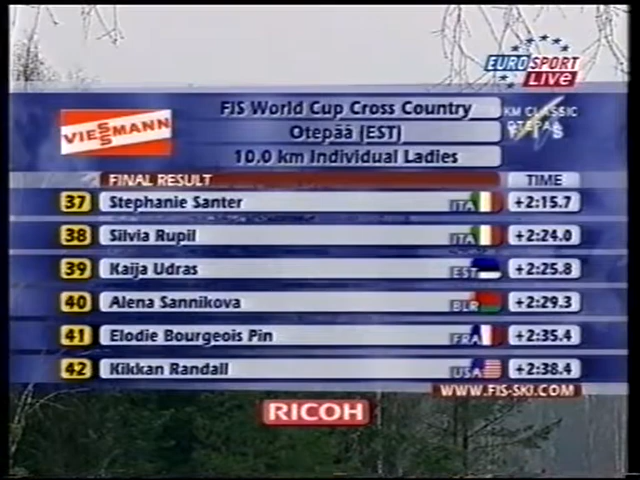 EUROSPORT
LIVE
VIESSMANN
FIS World Cup Cross Country
Otepää (EST)
10.0 km Individual Ladies
KM CLASSIC
FINAL RESULT TIME
37 Stephanie Santer ITA +2:15.7
38 Silvia Rupil ITA +2:24.0
39 Kaija Udras EST +2:25.8
40 Alena Sannikova BLR +2:29.3
41 Elodie Bourgeois Pin FRA +2:35.4
42 Kikkan Randall USA +2:38.4
WWW.FIS-SKI.COM
RICOH